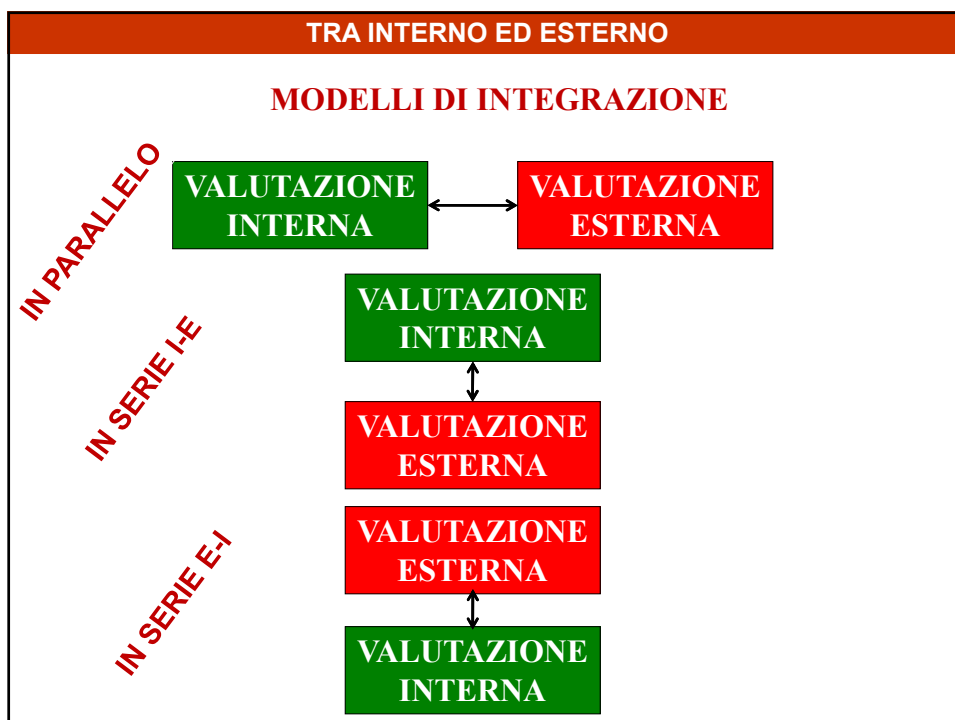 TRA INTERNO ED ESTERNO
MODELLI DI INTEGRAZIONE
IN PARALLELO
VALUTAZIONE
INTERNA
VALUTAZIONE
ESTERNA
IN SERIE I-E
VALUTAZIONE
INTERNA
VALUTAZIONE
ESTERNA
IN SERIE E-I
VALUTAZIONE
ESTERNA
VALUTAZIONE
INTERNA